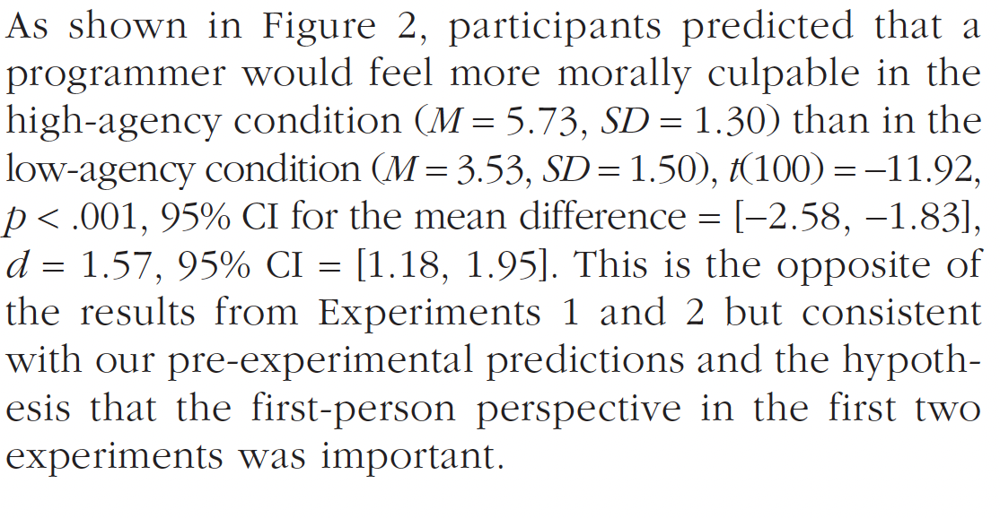 As shown in Figure 2, participants predicted that a
programmer would feel more morally culpable in the
high-agency condition (M = 5.73, SD = 1.30) than in the
low-agency condition (M = 3.53, SD = 1.50), t(100) = –11.92,
p < .001, 95% CI for the mean difference = [–2.58, –1.83],
d = 1.57, 95% CI = [1.18, 1.95]. This is the opposite of
the results from Experiments 1 and 2 but consistent
with our pre-experimental predictions and the hypoth-
esis that the first-person perspective in the first two
experiments was important.